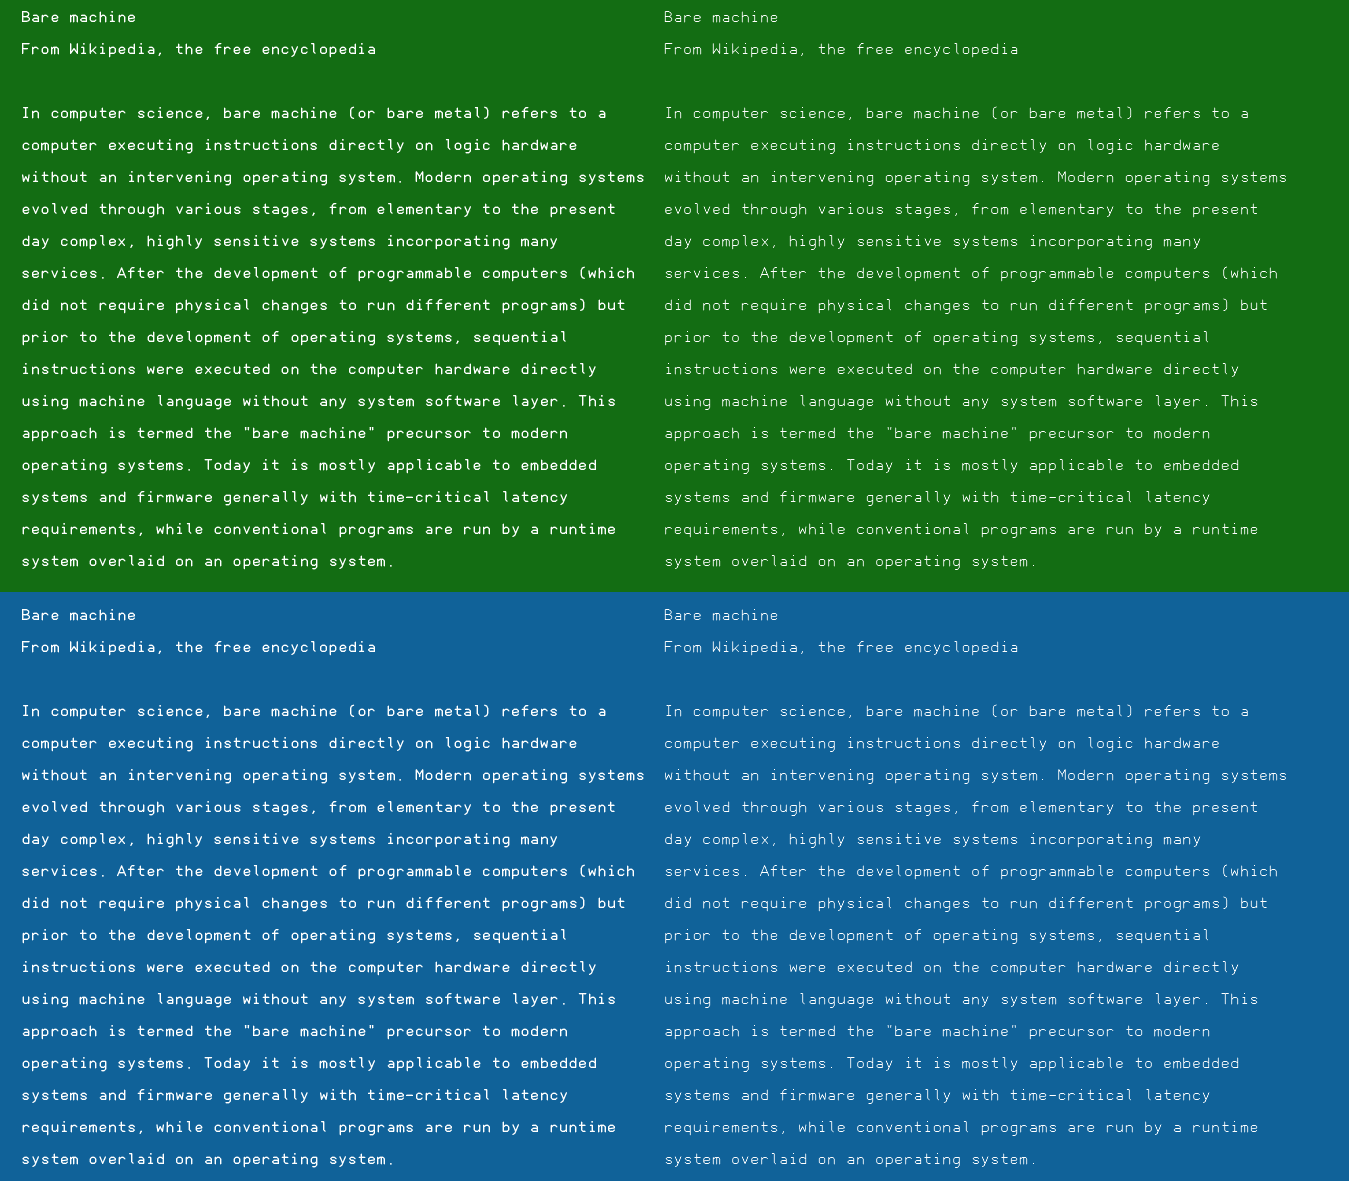 Bare machine
From Wikipedia, the free encyclopedia
In computer science, bare machine (or bare metal) refers to a
computer executing instructions directly on logic hardware
without an intervening operating system. Modern operating systems
evolved through various stages, from elementary to the present
day complex, highly sensitive systems incorporating many
services. After the development of programmable computers (which
did not require physical changes to run different programs) but
prior to the development of operating systems, sequential
instructions were executed on the computer hardware directly
using machine language without any system software layer. This
approach is termed the "bare machine" precursor to modern
operating systems. Today it is mostly applicable to embedded
systems and firmware generally with time-critical latency
requirements, while conventional programs are run by a runtime
system overlaid on an operating system.
Bare machine
From Wikipedia, the free encyclopedia
In computer science, bare machine (or bare metal) refers to a
computer executing instructions directly on logic hardware
without an intervening operating system. Modern operating systems
evolved through various stages, from elementary to the present
day complex, highly sensitive systems incorporating many
services. After the development of programmable computers (which
did not require physical changes to run different programs) but
prior to the development of operating systems, sequential
instructions were executed on the computer hardware directly
using machine language without any system software layer. This
approach is termed the "bare machine" precursor to modern
operating systems. Today it is mostly applicable to embedded
systems and firmware generally with time-critical latency
requirements, while conventional programs are run by a runtime
system overlaid on an operating system.
Bare machine
From Wikipedia, the free encyclopedia
In computer science, bare machine (or bare metal) refers to a
computer executing instructions directly on logic hardware
without an intervening operating system. Modern operating systems
evolved through various stages, from elementary to the present
day complex, highly sensitive systems incorporating many
services. After the development of programmable computers (which
did not require physical changes to run different programs) but
prior to the development of operating systems, sequential
instructions were executed on the computer hardware directly
using machine language without any system software layer. This
approach is termed the "bare machine" precursor to modern
operating systems. Today it is mostly applicable to embedded
systems and firmware generally with time-critical latency
requirements, while conventional programs are run by a runtime
system overlaid on an operating system.
Bare machine
From Wikipedia, the free encyclopedia
In computer science, bare machine (or bare metal) refers to a
computer executing instructions directly on logic hardware
without an intervening operating system. Modern operating systems
evolved through various stages, from elementary to the present
day complex, highly sensitive systems incorporating many
services. After the development of programmable computers (which
did not require physical changes to run different programs) but
prior to the development of operating systems, sequential
instructions were executed on the computer hardware directly
using machine language without any system software layer. This
approach is termed the "bare machine" precursor to modern
operating systems. Today it is mostly applicable to embedded
systems and firmware generally with time-critical latency
requirements, while conventional programs are run by a runtime
system overlaid on an operating system.